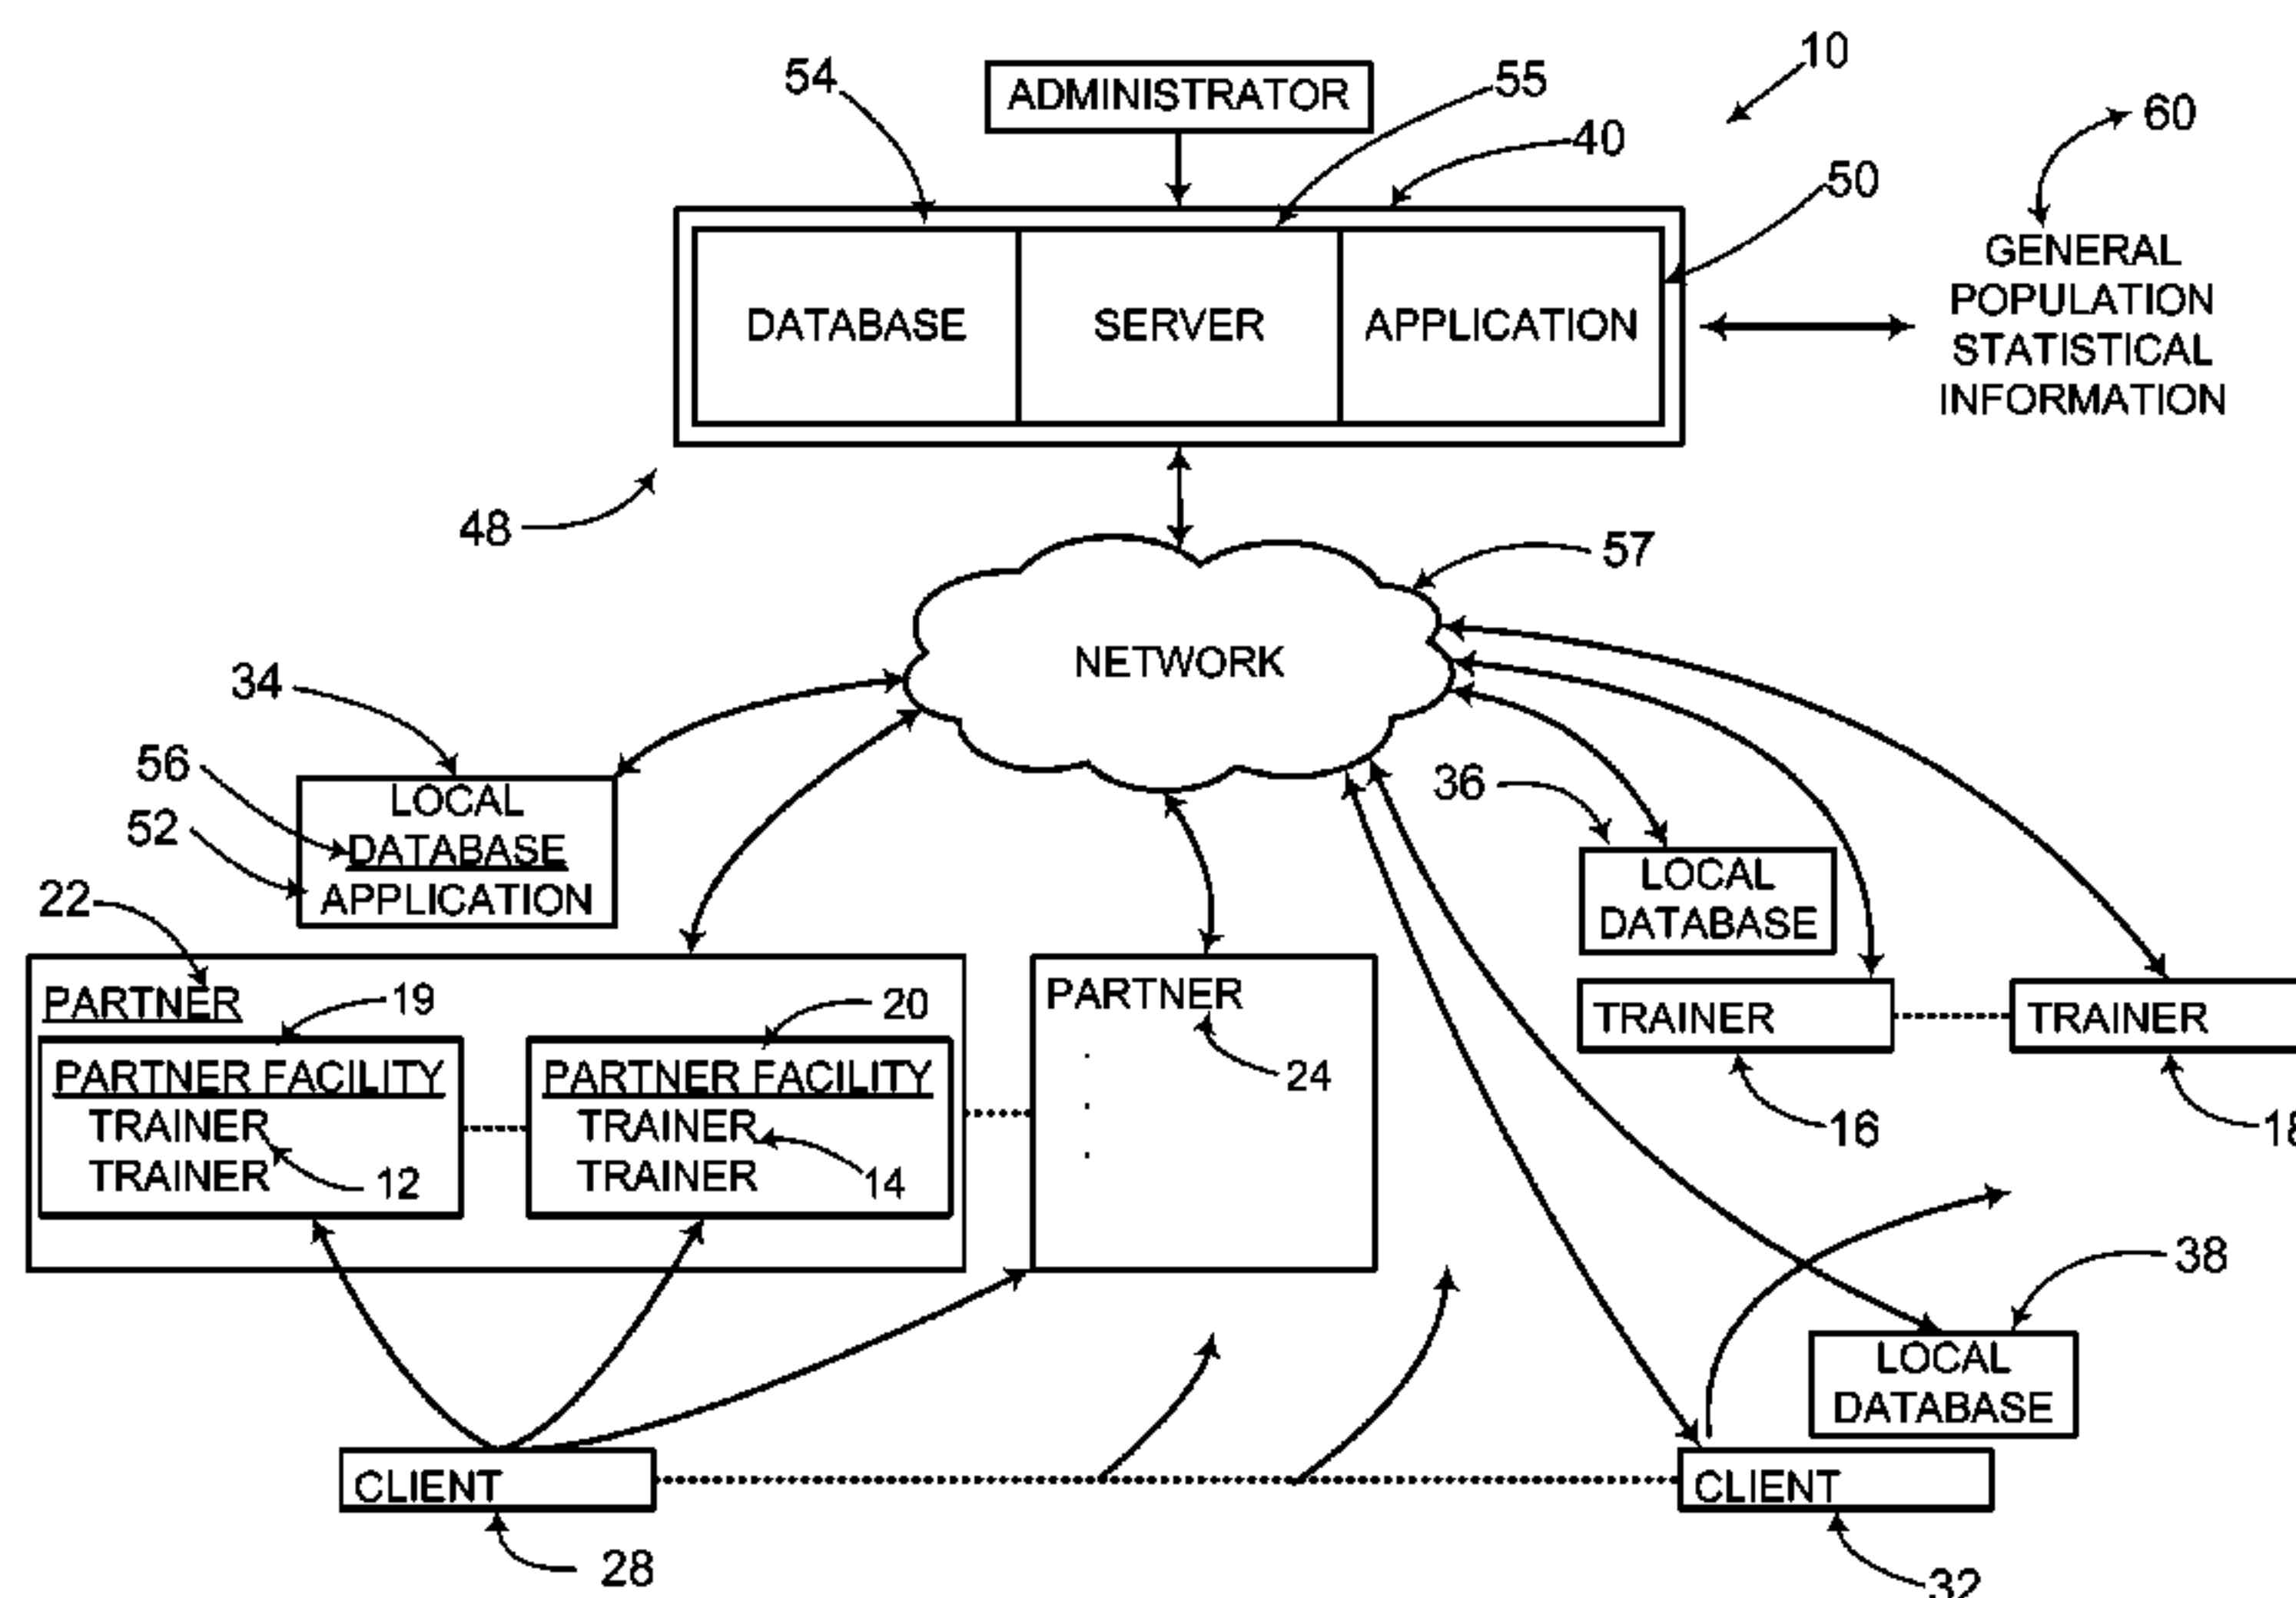 10
54
ADMINISTRATOR
55
60
40
50
GENERAL
POPULATION
STATISTICAL
INFORMATION
DATABASE
SERVER
APPLICATION
48
57
NETWORK
34
56
LOCAL
DATABASE
52
APPLICATION
36
LOCAL
DATABASE
22
PARTNER
19
20
PARTNER FACILITY
TRAINER
TRAINER
12
PARTNER FACILITY
TRAINER
TRAINER
14
PARTNER
.
.
.
24
TRAINER
TRAINER
16
18
38
LOCAL
DATABASE
CLIENT
CLIENT
28
32